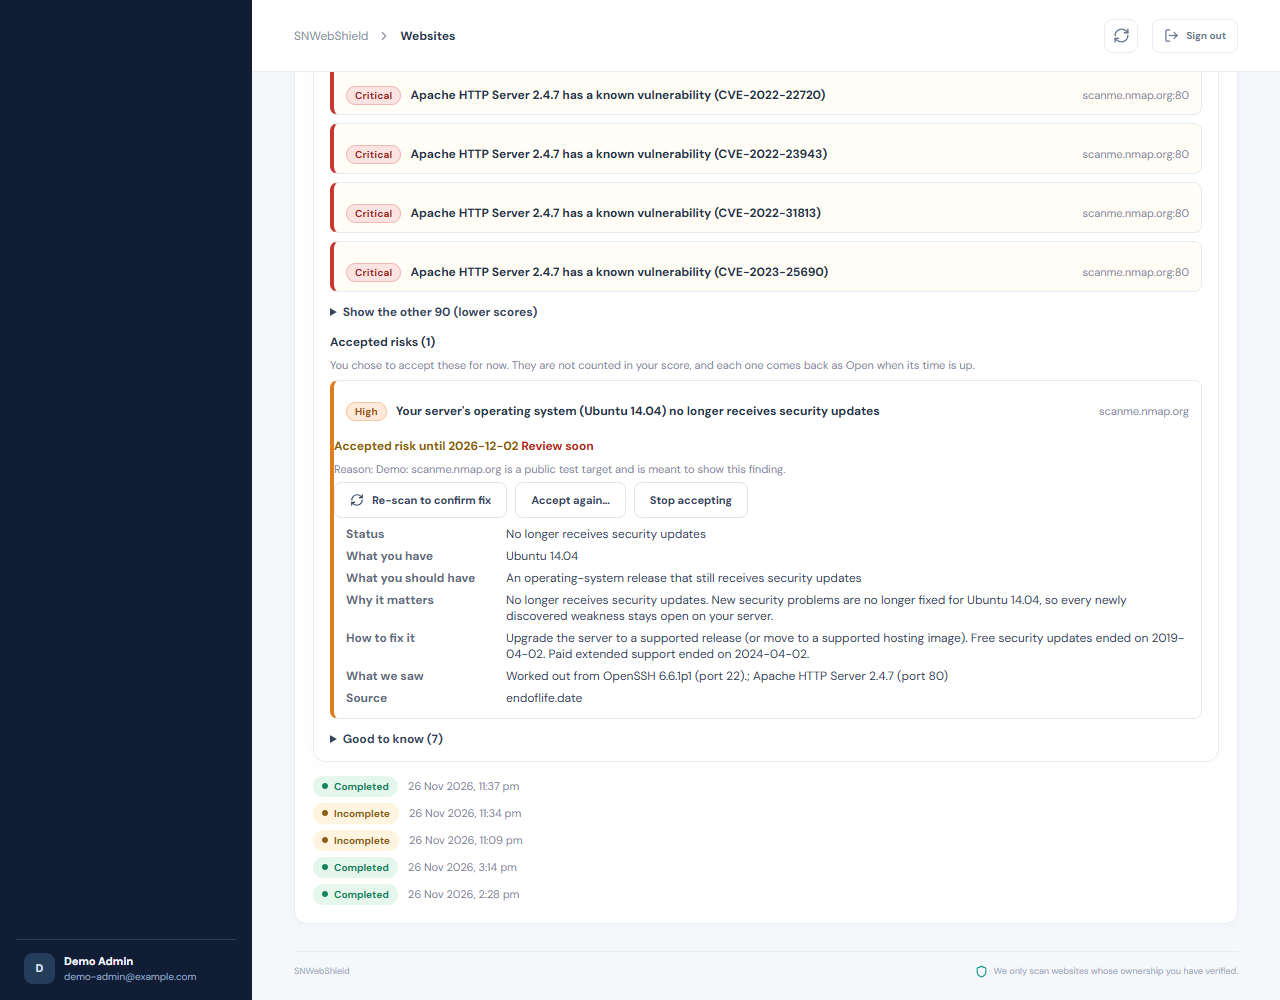 SNWebShield > Websites
Sign out
Critical Apache HTTP Server 2.4.7 has a known vulnerability (CVE-2022-22720) scanme.nmap.org:80
Critical Apache HTTP Server 2.4.7 has a known vulnerability (CVE-2022-23943) scanme.nmap.org:80
Critical Apache HTTP Server 2.4.7 has a known vulnerability (CVE-2022-31813) scanme.nmap.org:80
Critical Apache HTTP Server 2.4.7 has a known vulnerability (CVE-2023-25690) scanme.nmap.org:80
Show the other 90 (lower scores)
Accepted risks (1)
You chose to accept these for now. They are not counted in your score, and each one comes back as Open when its time is up.
High Your server's operating system (Ubuntu 14.04) no longer receives security updates scanme.nmap.org
Accepted risk until 2026-12-02 Review soon
Reason: Demo: scanme.nmap.org is a public test target and is meant to show this finding.
Re-scan to confirm fix Accept again... Stop accepting
Status No longer receives security updates
What you have Ubuntu 14.04
What you should have An operating-system release that still receives security updates
Why it matters No longer receives security updates. New security problems are no longer fixed for Ubuntu 14.04, so every newly
discovered weakness stays open on your server.
How to fix it Upgrade the server to a supported release (or move to a supported hosting image). Free security updates ended on 2019-
04-02. Paid extended support ended on 2024-04-02.
What we saw Worked out from OpenSSH 6.6.1p1 (port 22).; Apache HTTP Server 2.4.7 (port 80)
Source endoflife.date
Good to know (7)
Completed 26 Nov 2026, 11:37 pm
Incomplete 26 Nov 2026, 11:34 pm
Incomplete 26 Nov 2026, 11:09 pm
Completed 26 Nov 2026, 3:14 pm
Completed 26 Nov 2026, 2:28 pm
D
Demo Admin
demo-admin@example.com
SNWebShield
We only scan websites whose ownership you have verified.